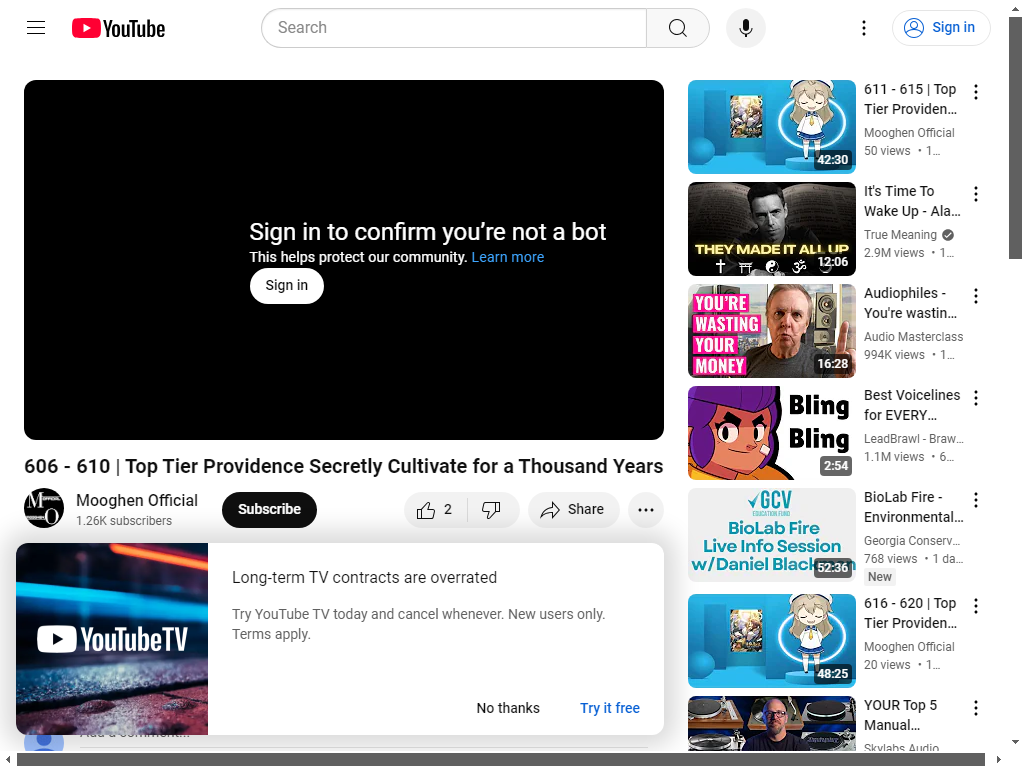 YouTube
Search
Sign in
Sign in to confirm you're not a bot
This helps protect our community. Learn more
Sign in
606 - 610 | Top Tier Providence Secretly Cultivate for a Thousand Years
Mooghen Official
1.26K subscribers
Subscribe
2
Share
YouTubeTV
Long-term TV contracts are overrated
Try YouTube TV today and cancel whenever. New users only.
Terms apply.
No thanks
Try it free
Add a comment...
42:30
611 - 615 | Top
Tier Providen...
Mooghen Official
50 views • 1...
THEY MADE IT ALL UP
12:06
It's Time To
Wake Up - Ala...
True Meaning
2.9M views • 1...
YOU'RE
WASTING
YOUR
MONEY
16:28
Audiophiles -
You're wastin...
Audio Masterclass
994K views • 1...
Bling
Bling
2:54
Best Voicelines
for EVERY...
LeadBrawl - Braw...
1.1M views • 6...
GCV
EDUCATION FUND
BioLab Fire
Live Info Session
w/Daniel Black
52:36
BioLab Fire -
Environmental...
Georgia Conserv...
768 views • 1 da...
New
48:25
616 - 620 | Top
Tier Providen...
Mooghen Official
20 views • 1...
YOUR Top 5
Manual...
Skylabs Audio